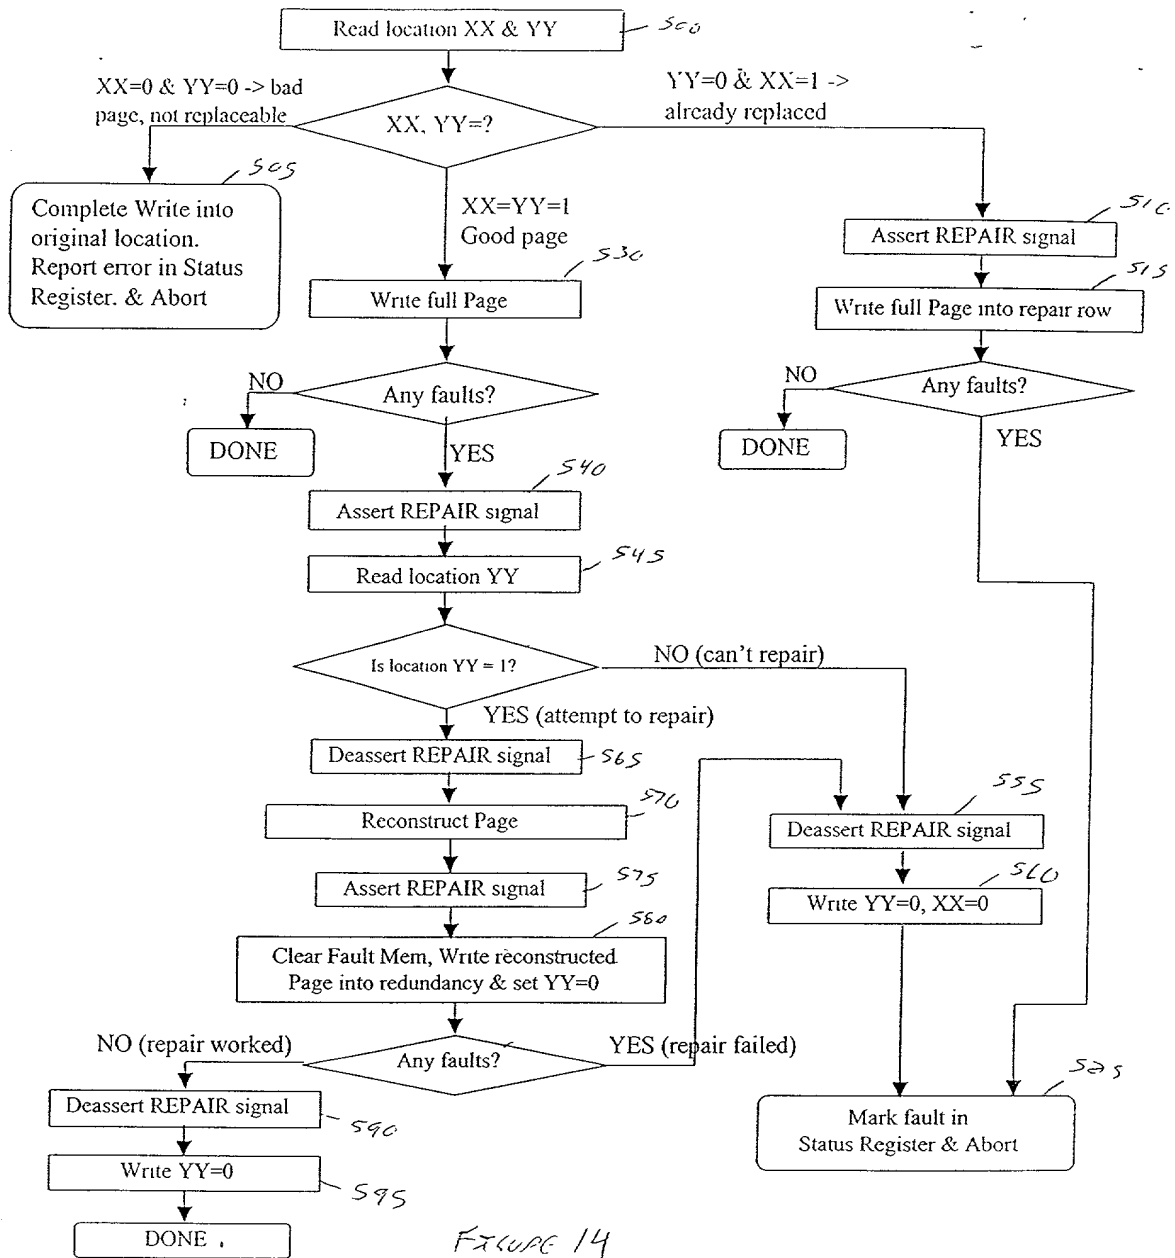 Read location XX & YY
500
XX=0 & YY=0 -> bad
page, not replaceable
YY=0 & XX=1 ->
already replaced
XX, YY=?
505
Complete Write into
original location.
Report error in Status
Register. & Abort
XX=YY=1
Good page
510
Assert REPAIR signal
530
Write full Page
515
Write full Page into repair row
NO
Any faults?
YES
DONE
NO
Any faults?
YES
DONE
540
Assert REPAIR signal
545
Read location YY
Is location YY = 1?
NO (can't repair)
YES (attempt to repair)
Deassert REPAIR signal
565
570
Reconstruct Page
555
Deassert REPAIR signal
575
Assert REPAIR signal
560
Write YY=0, XX=0
580
Clear Fault Mem, Write reconstructed
Page into redundancy & set YY=0
NO (repair worked)
Any faults?
YES (repair failed)
Deassert REPAIR signal
590
525
Mark fault in
Status Register & Abort
Write YY=0
595
DONE
FIGURE 14